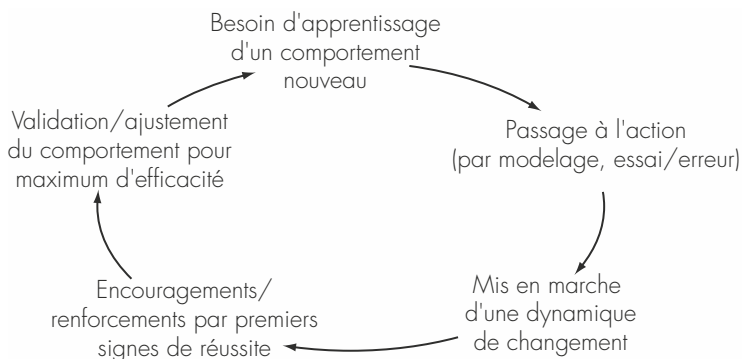 Besoin d'apprentissage
d'un comportement
nouveau
Passage à l'action
(par modelage, essai/erreur)
Mis en marche
d'une dynamique
de changement
Encouragements/
renforcements par premiers
signes de réussite
Validation/ajustement
du comportement pour
maximum d'efficacité